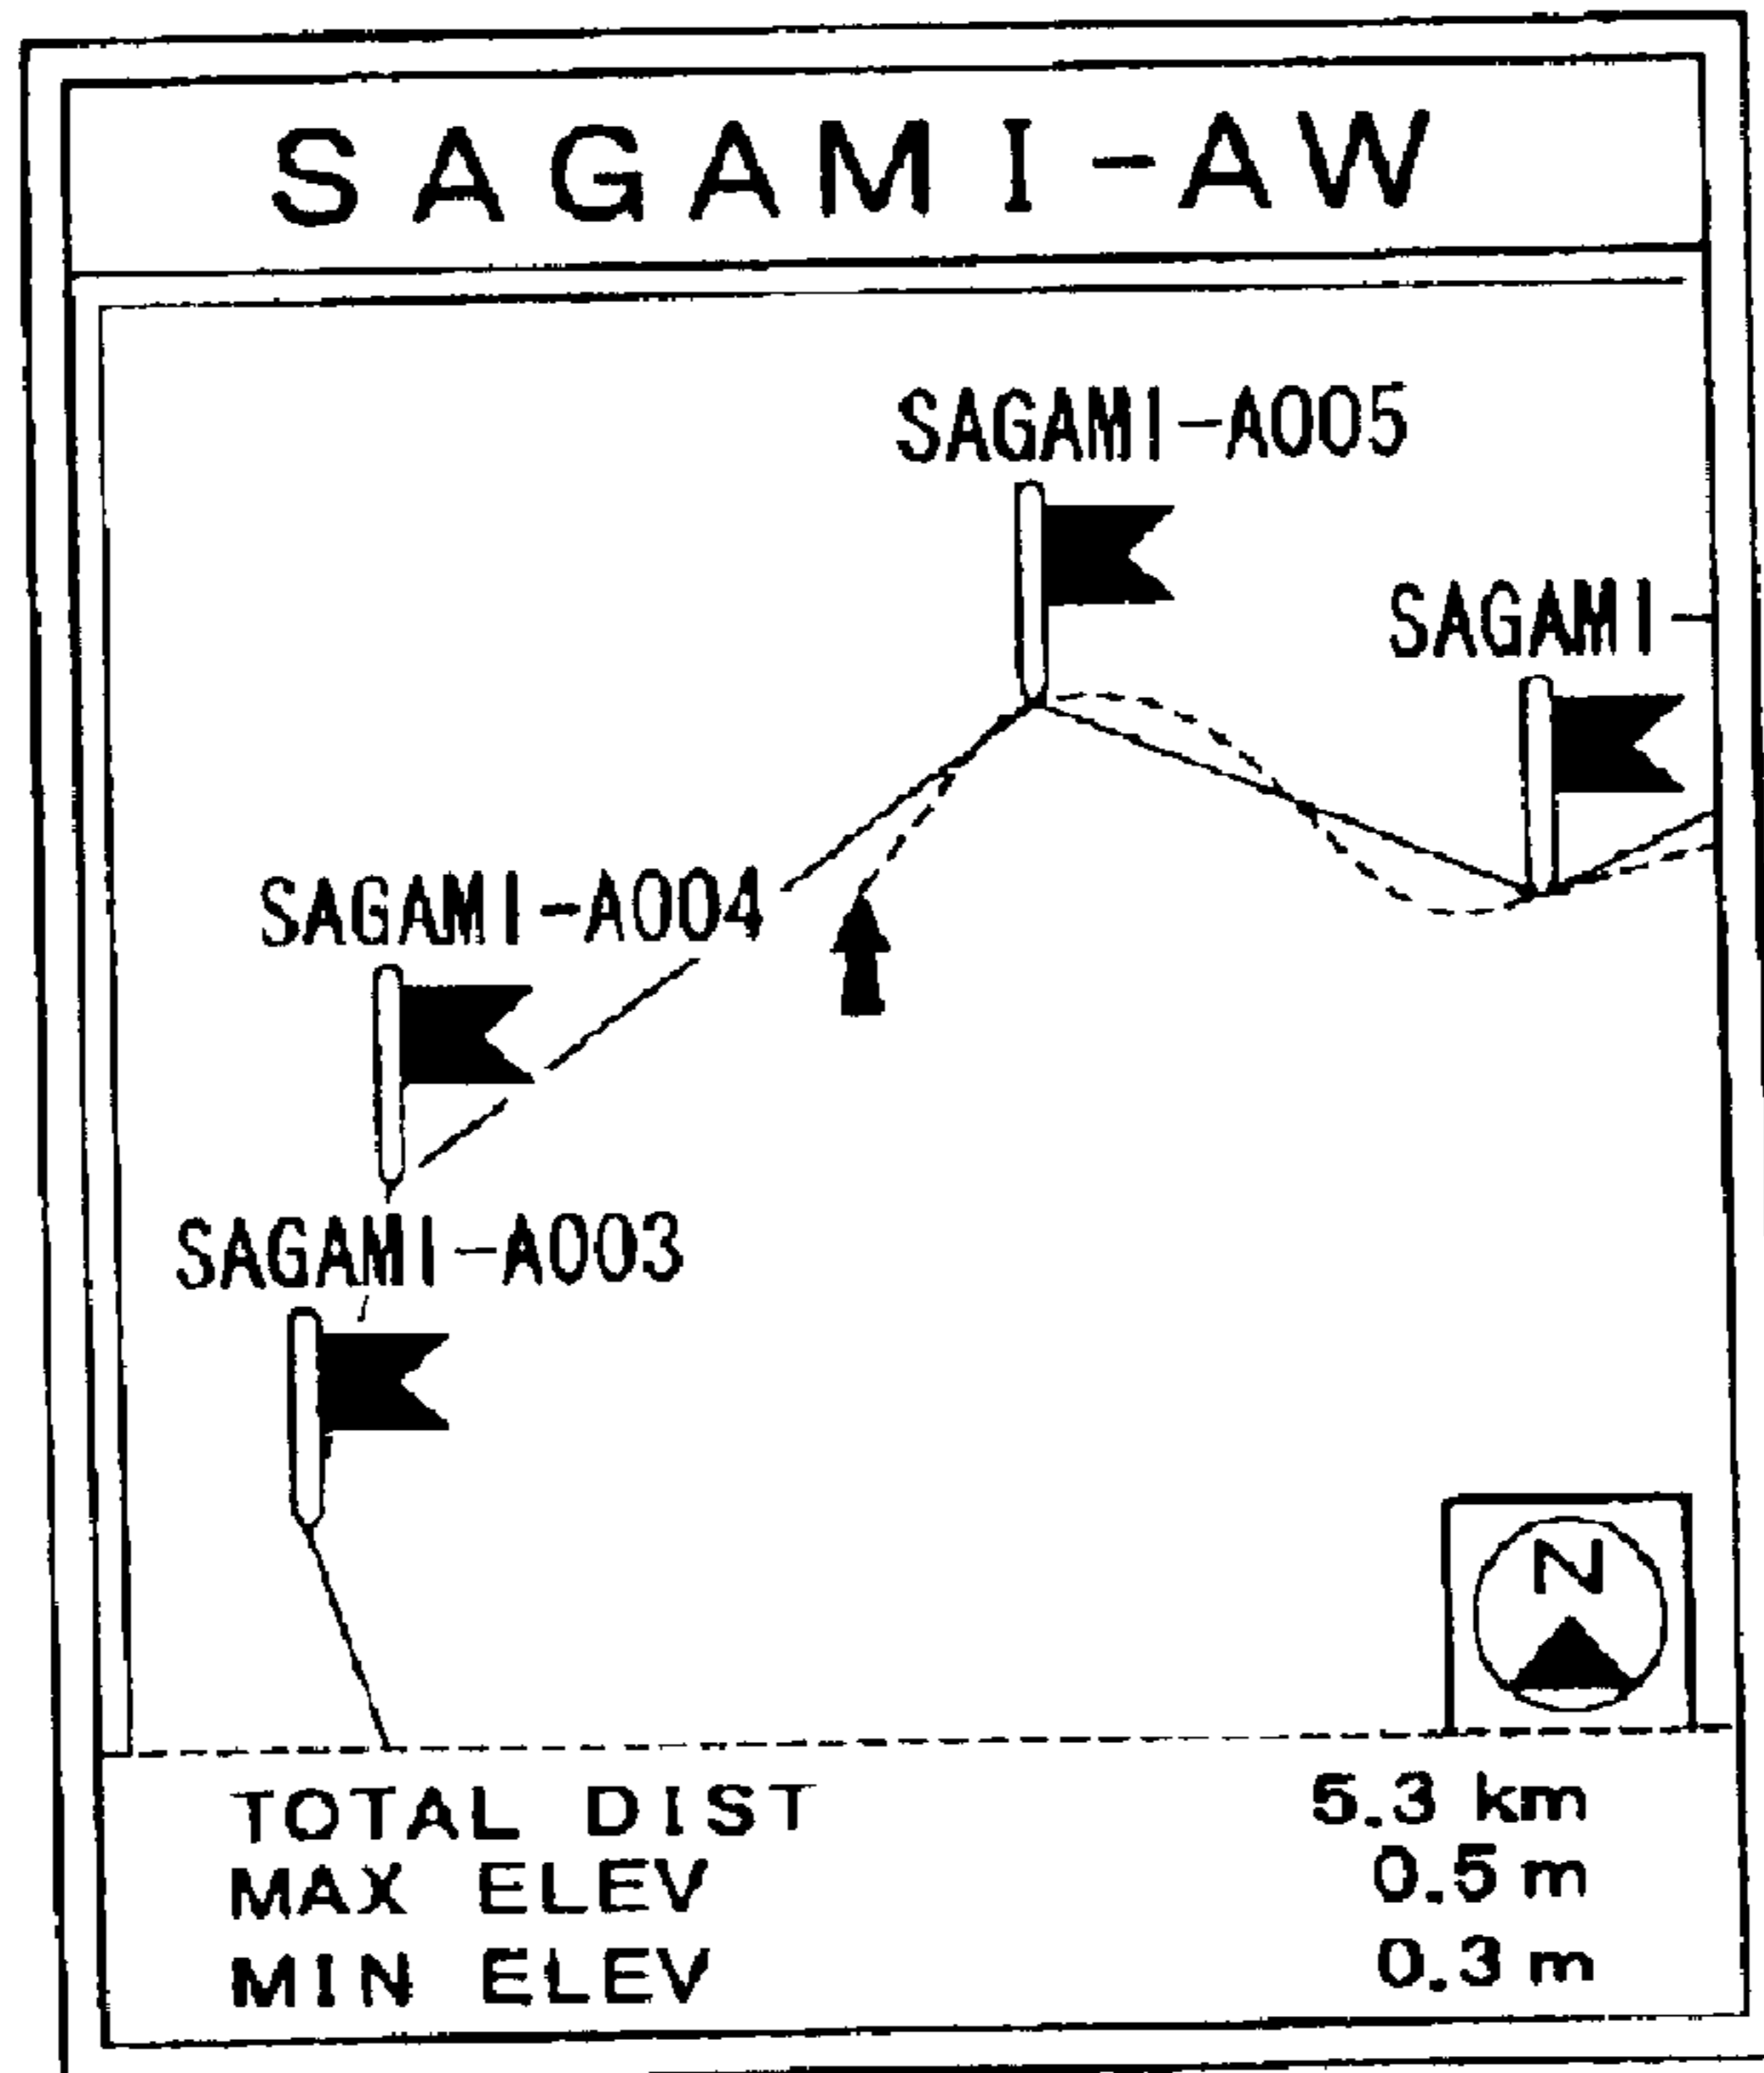 SAGAMI-AW
SAGAMI-A005
SAGAMI-
SAGAMI-A004
SAGAMI-A003
N
TOTAL DIST 5.3 km
MAX ELEV 0.5 m
MIN ELEV 0.3 m